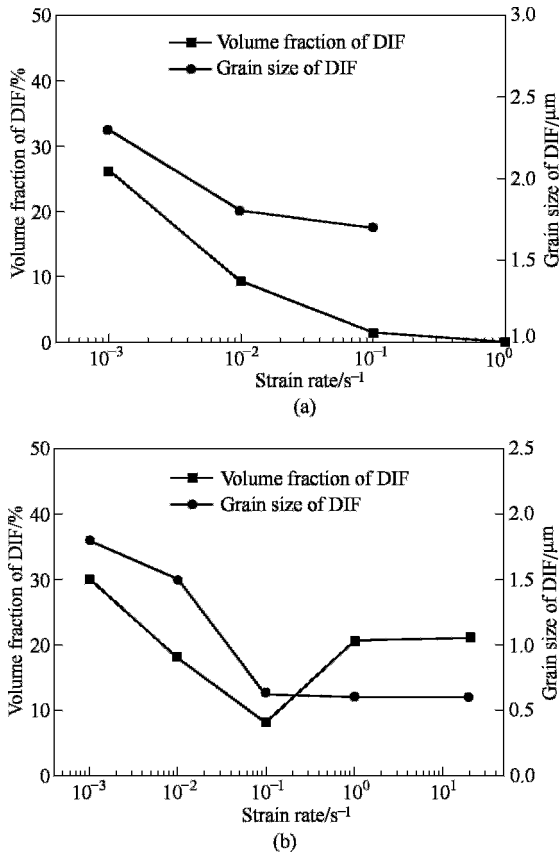 50
40
30
20
10
0
Volume fraction of DIF/%
Volume fraction of DIF
Grain size of DIF
3.0
2.5
2.0
1.5
1.0
Grain size of DIF/μm
10⁻³ 10⁻² 10⁻¹ 10⁰
Strain rate/s⁻¹
(a)
50
40
30
20
10
0
Volume fraction of DIF/%
Volume fraction of DIF
Grain size of DIF
2.5
2.0
1.5
1.0
0.5
0.0
Grain size of DIF/μm
10⁻³ 10⁻² 10⁻¹ 10⁰ 10¹
Strain rate/s⁻¹
(b)